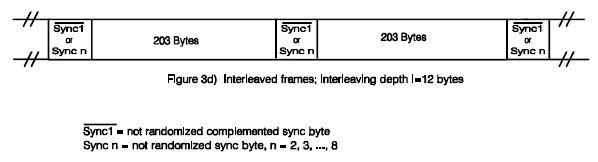 Sync1
or
Sync n
203 Bytes
Sync1
or
Sync n
203 Bytes
Sync1
or
Sync n
Figure 3d) Interleaved frames; Interleaving depth I=12 bytes
Sync1 = not randomized complemented sync byte
Sync n = not randomized sync byte, n = 2, 3, ..., 8